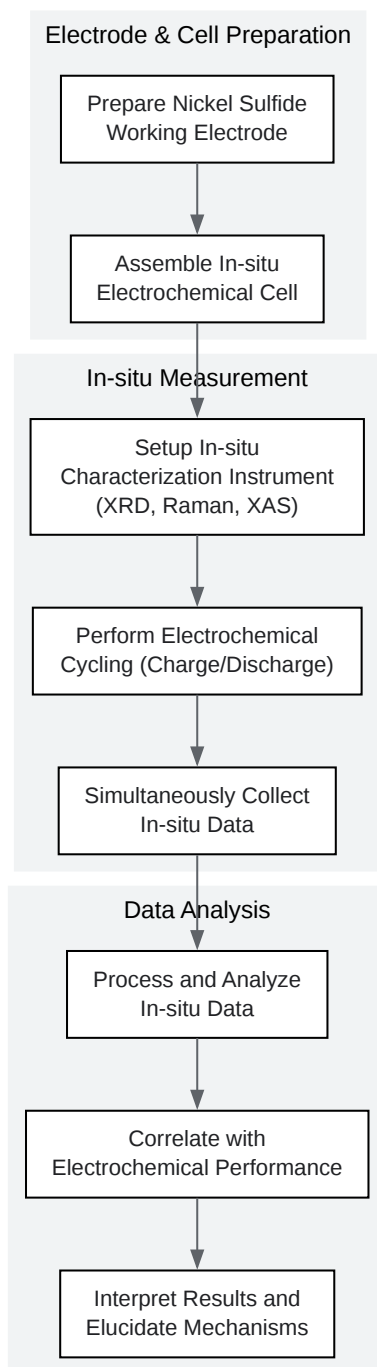 Electrode & Cell Preparation
Prepare Nickel Sulfide
Working Electrode
Assemble In-situ
Electrochemical Cell
In-situ Measurement
Setup In-situ
Characterization Instrument
(XRD, Raman, XAS)
Perform Electrochemical
Cycling (Charge/Discharge)
Simultaneously Collect
In-situ Data
Data Analysis
Process and Analyze
In-situ Data
Correlate with
Electrochemical Performance
Interpret Results and
Elucidate Mechanisms